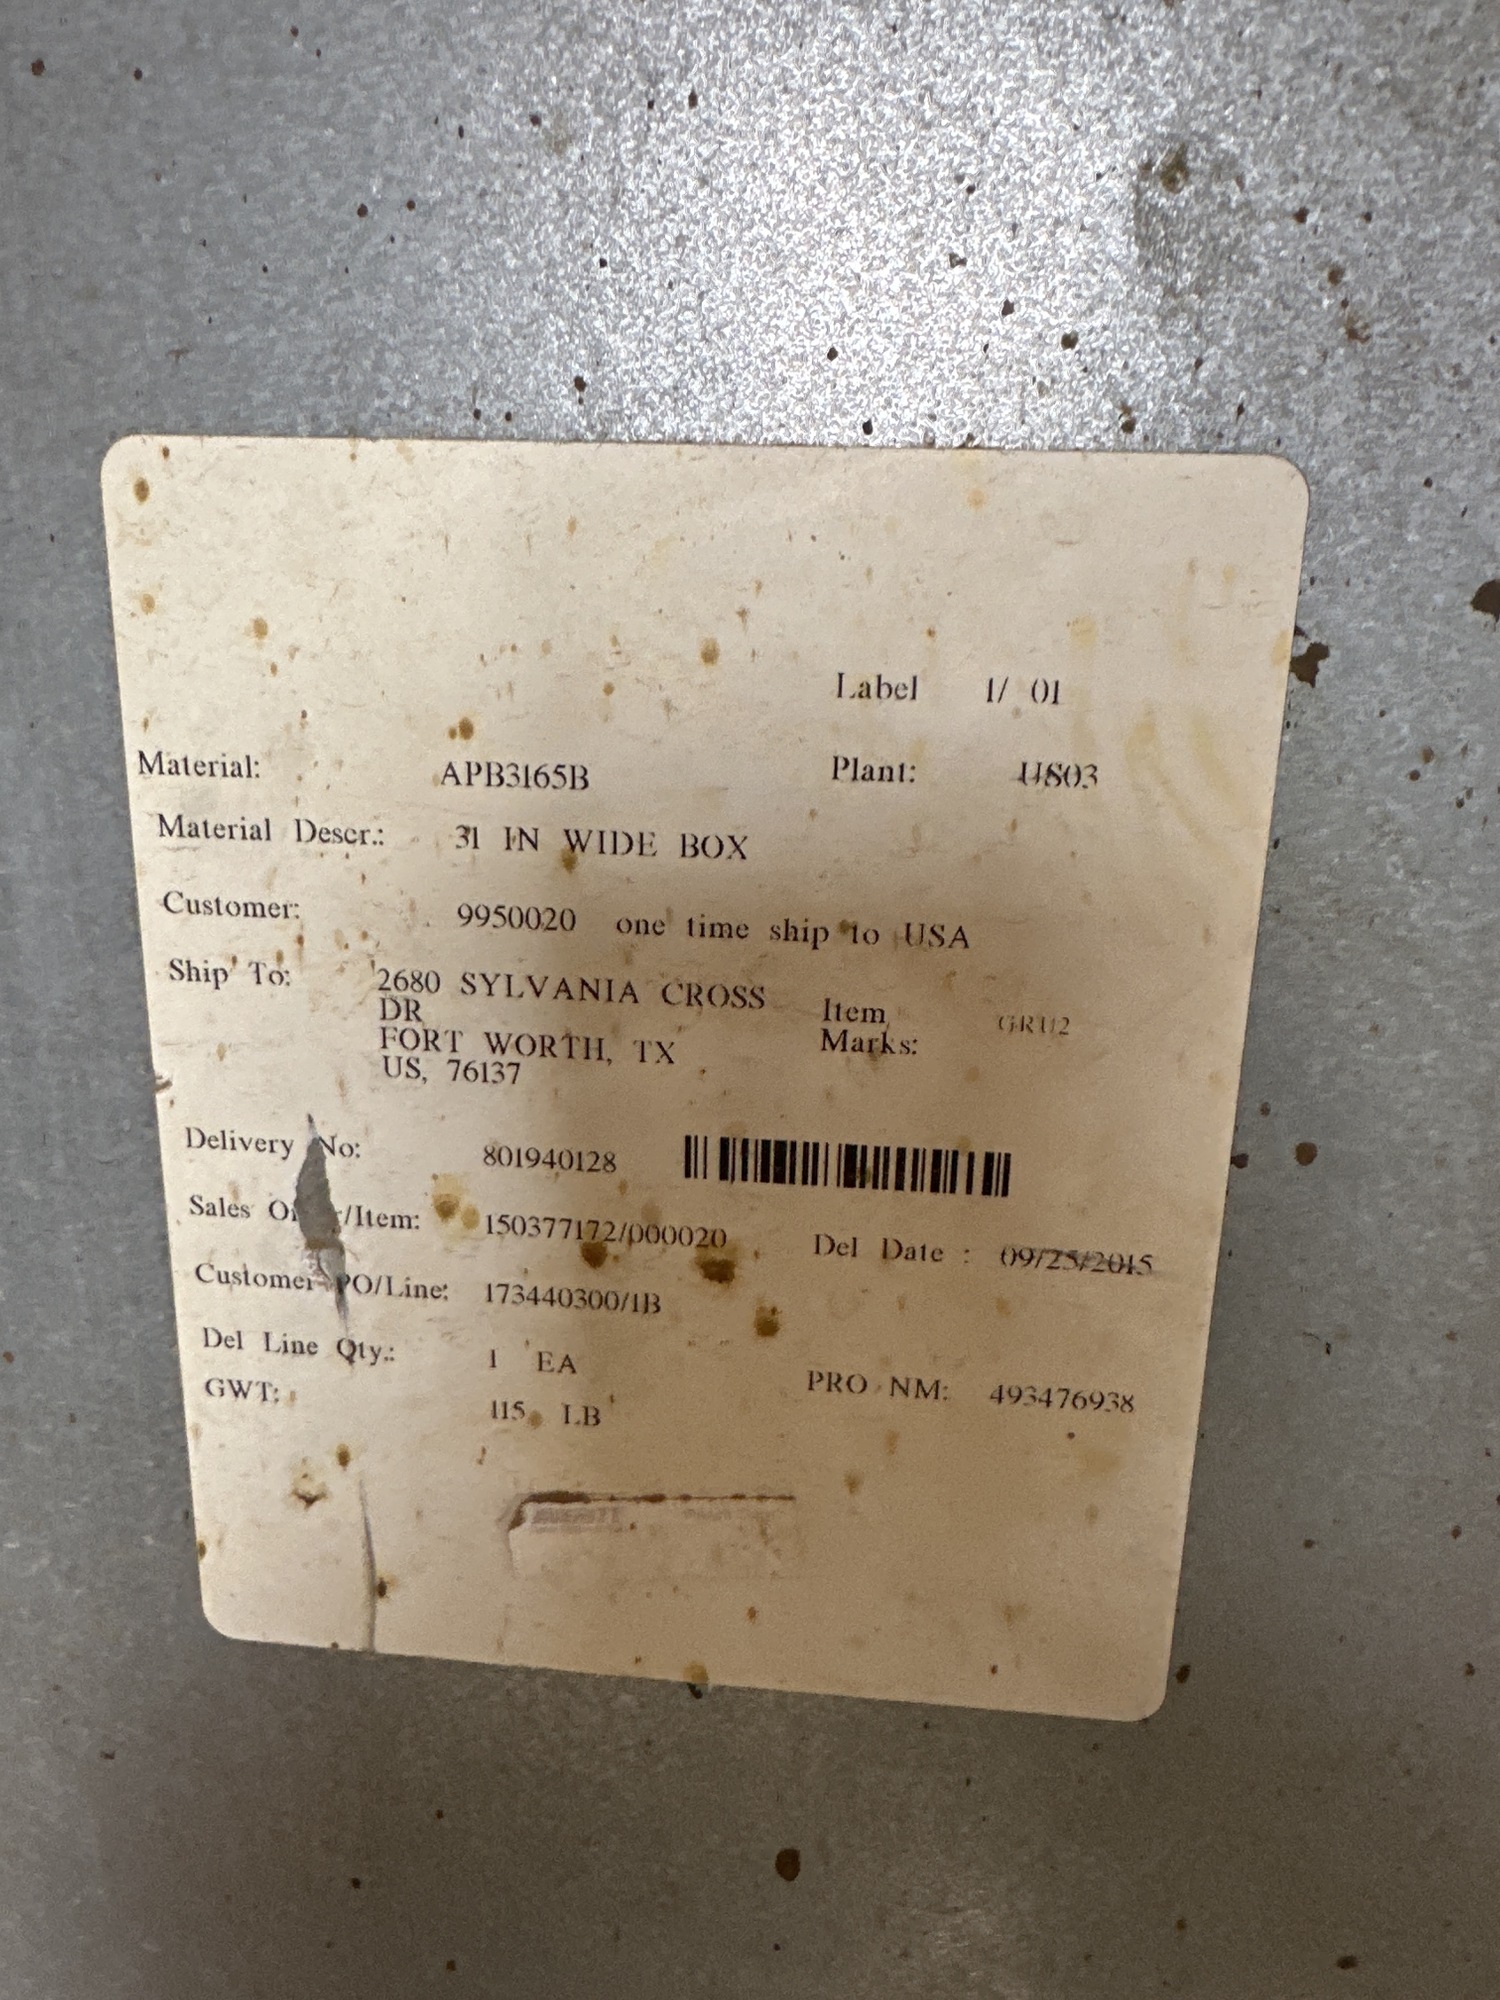 Label 1/ 01
Material: APB3165B Plant: US03
Material Descr.: 31 IN WIDE BOX
Customer: 9950020 one time ship to USA
Ship To: 2680 SYLVANIA CROSS
DR
FORT WORTH, TX
US, 76137
Item
Marks: GRU2
Delivery No: 801940128
Sales /Item: 150377172/000020 Del Date : 09/25/2015
Customer PO/Line: 173440300/1B
Del Line Qty.: 1 EA
GWT: 115 LB
PRO NM: 493476938